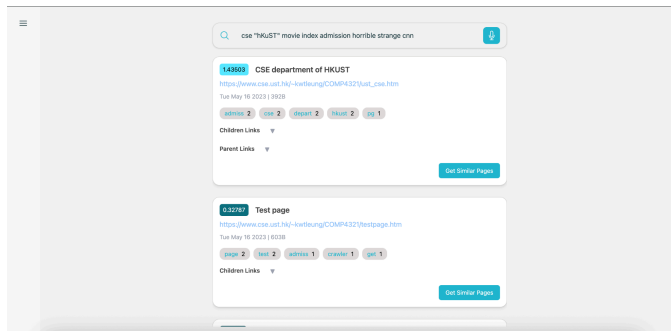 cse "hKuST" movie index admission horrible strange cnn
1.43503 CSE department of HKUST
https://www.cse.ust.hk/~kwtleung/COMP4321/ust_cse.htm
Tue May 16 2023 | 392B
admiss 2 cse 2 depart 2 hkust 2 pg 1
Children Links ▼
Parent Links ▼
Get Similar Pages
0.32787 Test page
https://www.cse.ust.hk/~kwtleung/COMP4321/testpage.htm
Tue May 16 2023 | 603B
page 2 test 2 admiss 1 crawler 1 get 1
Children Links ▼
Get Similar Pages